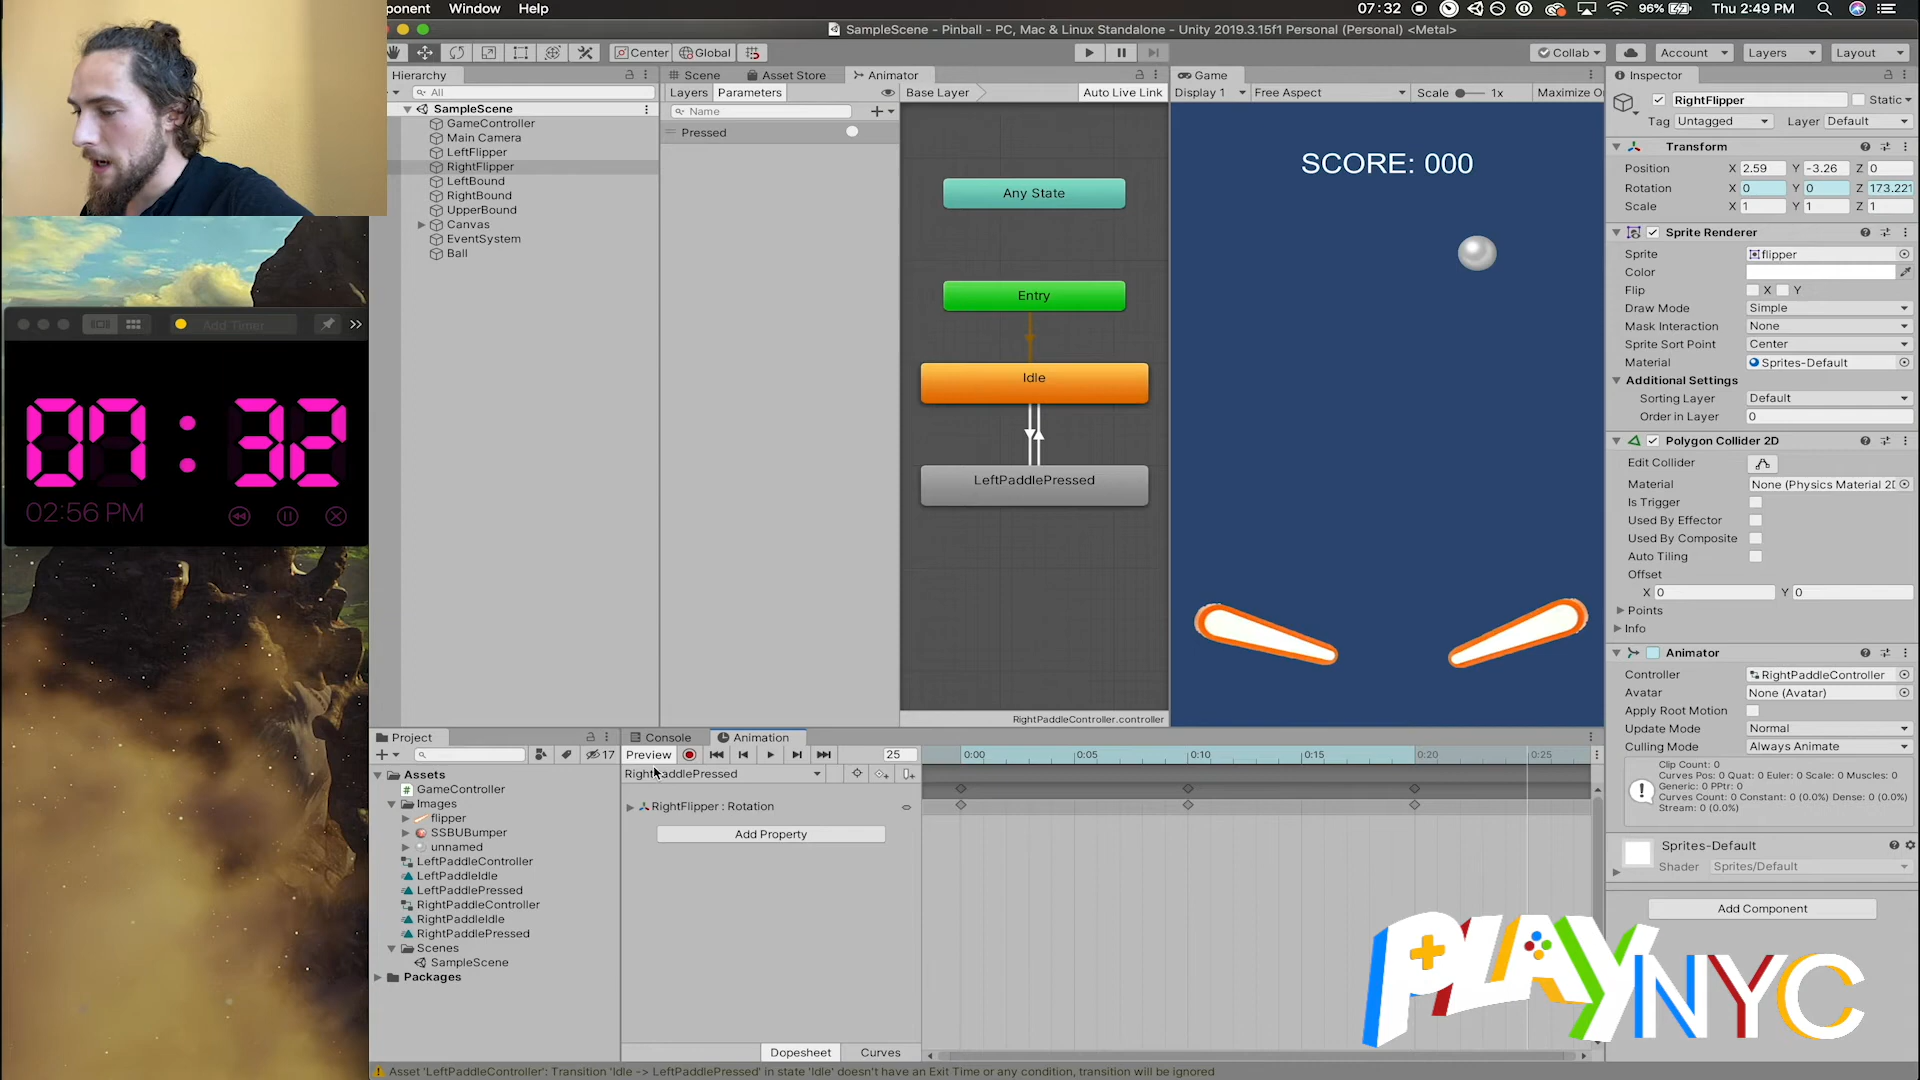 ponent Window Help
07:32 96% Thu 2:49 PM
SampleScene - Pinball - PC, Mac & Linux Standalone - Unity 2019.3.15f1 Personal (Personal) <Metal>
Center Global Collab Account Layers Layout
Hierarchy
All
SampleScene
GameController
Main Camera
LeftFlipper
RightFlipper
LeftBound
RightBound
UpperBound
Canvas
EventSystem
Ball
Scene Asset Store Animator
Layers Parameters Base Layer Auto Live Link
Name
Pressed
Any State
Entry
Idle
LeftPaddlePressed
RightPaddleController.controller
Game
Display 1 Free Aspect Scale 1x Maximize O
SCORE: 000
Inspector
RightFlipper Static
Tag Untagged Layer Default
Transform
Position X 2.59 Y -3.26 Z 0
Rotation X 0 Y 0 Z 173.221
Scale X 1 Y 1 Z 1
Sprite Renderer
Sprite flipper
Color
Flip X Y
Draw Mode Simple
Mask Interaction None
Sprite Sort Point Center
Material Sprites-Default
Additional Settings
Sorting Layer Default
Order in Layer 0
Polygon Collider 2D
Edit Collider
Material None (Physics Material 2D
Is Trigger
Used By Effector
Used By Composite
Auto Tiling
Offset
X 0 Y 0
Points
Info
Animator
Controller RightPaddleController
Avatar None (Avatar)
Apply Root Motion
Update Mode Normal
Culling Mode Always Animate
Clip Count: 0
Curves Pos: 0 Quat: 0 Euler: 0 Scale: 0 Muscles: 0
Generic: 0 PPtr: 0
Curves Count: 0 Constant: 0 (0.0%) Dense: 0 (0.0%)
Stream: 0 (0.0%)
Sprites-Default
Shader Sprites/Default
Add Component
Add Timer
07:32
02:56 PM
Project
17
Assets
GameController
Images
flipper
SSBUBumper
unnamed
LeftPaddleController
LeftPaddleIdle
LeftPaddlePressed
RightPaddleController
RightPaddleIdle
RightPaddlePressed
Scenes
SampleScene
Packages
Console Animation
Preview 25 0:00 0:05 0:10 0:15 0:20 0:25
RightPaddlePressed
RightFlipper : Rotation
Add Property
Dopesheet Curves
PLAYNYC
Asset 'LeftPaddleController': Transition 'Idle -> LeftPaddlePressed' in state 'Idle' doesn't have an Exit Time or any condition, transition will be ignored